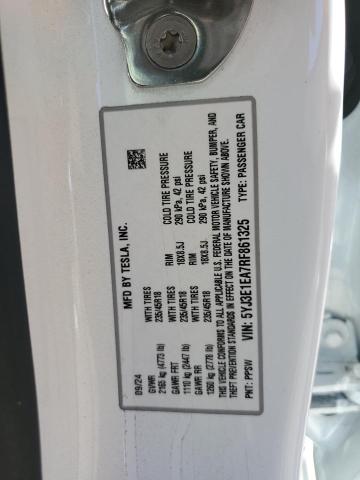 MFD BY TESLA, INC.
09/24
GVWR WITH TIRES RIM COLD TIRE PRESSURE
2165 kg (4773 lb) 235/45R18 18X8.5J 290 kPa, 42 psi
GAWR FRT WITH TIRES RIM COLD TIRE PRESSURE
1110 kg (2447 lb) 235/45R18 18X8.5J 290 kPa, 42 psi
GAWR RR WITH TIRES
1260 kg (2778 lb) 235/45R18
THIS VEHICLE CONFORMS TO ALL APPLICABLE U.S. FEDERAL MOTOR VEHICLE SAFETY, BUMPER, AND
THEFT PREVENTION STANDARDS IN EFFECT ON THE DATE OF MANUFACTURE SHOWN ABOVE.
VIN: 5YJ3E1EA7RF861325 TYPE: PASSENGER CAR
PNT: PPSW